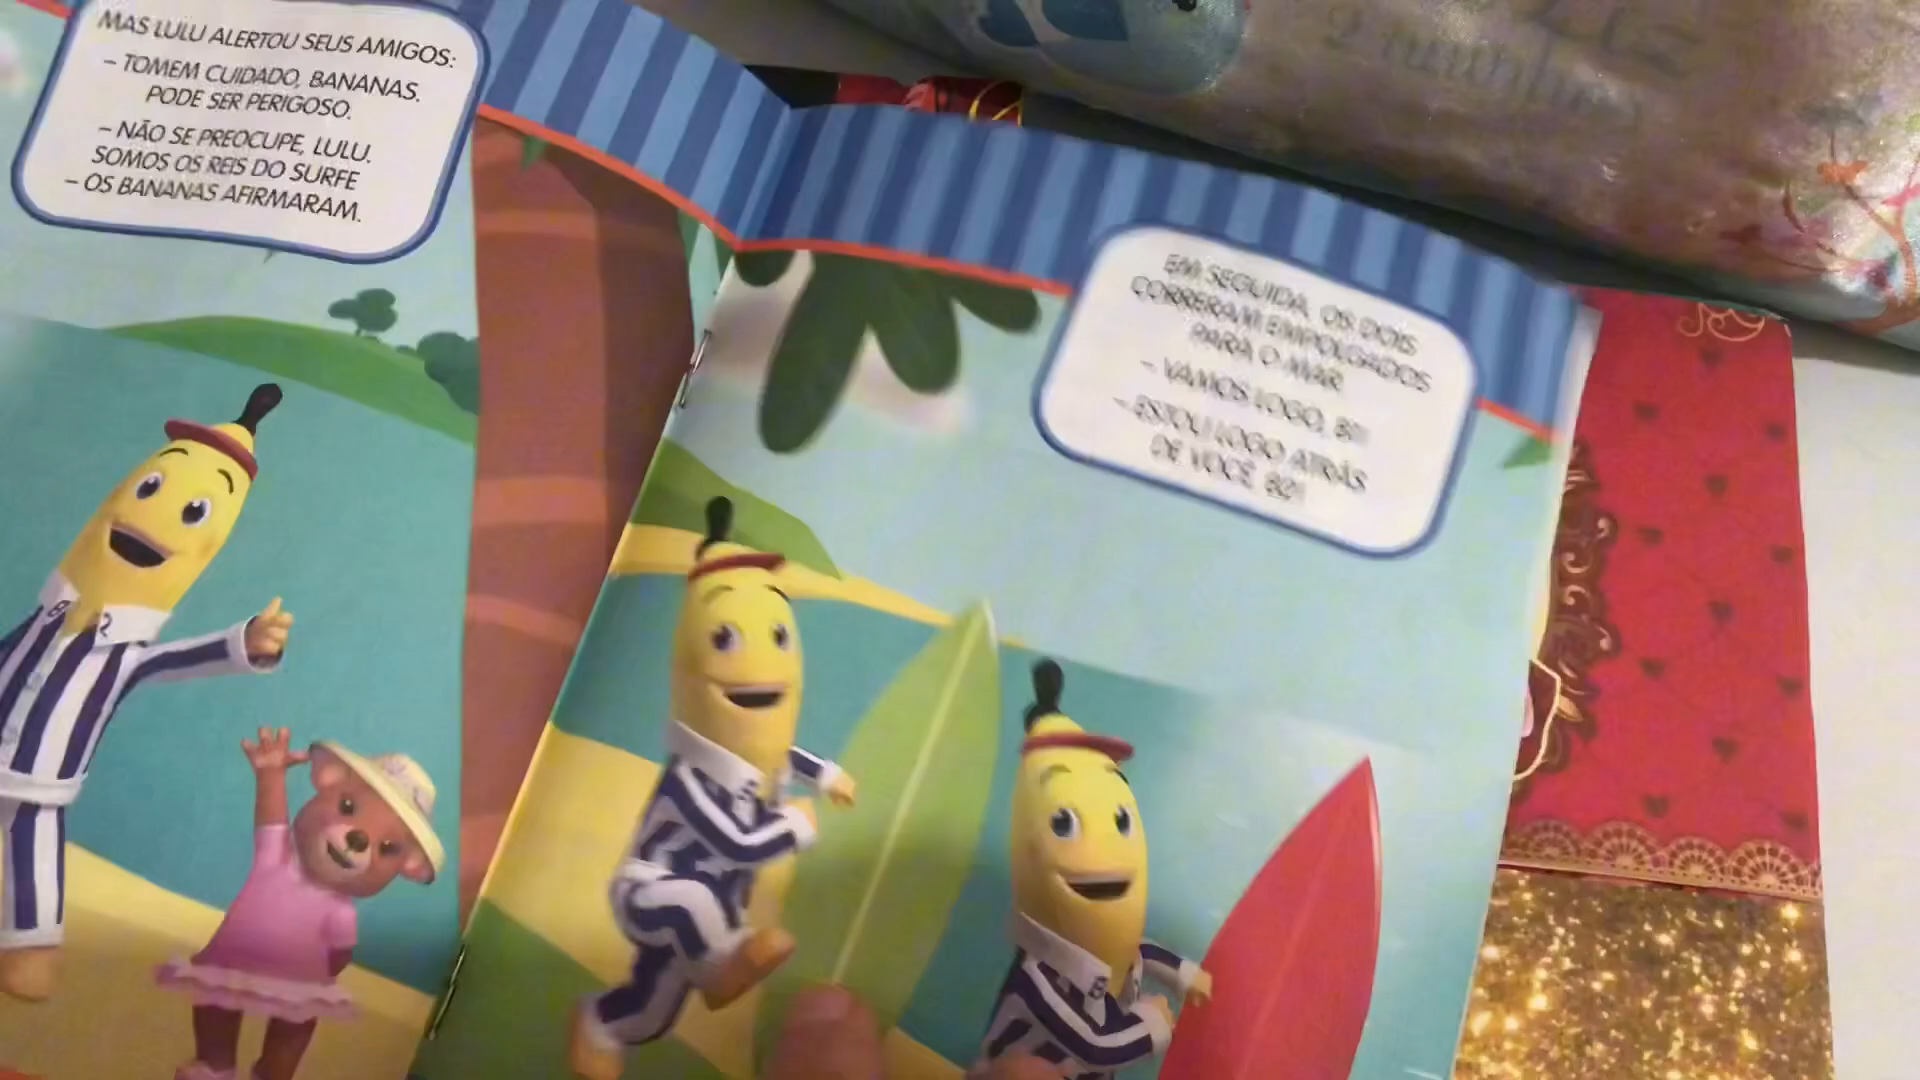 MAS LULU ALERTOU SEUS AMIGOS:
– TOMEM CUIDADO, BANANAS.
PODE SER PERIGOSO.
– NÃO SE PREOCUPE, LULU.
SOMOS OS REIS DO SURFE
– OS BANANAS AFIRMARAM.
EM SEGUIDA, OS DOIS
CORRERAM EMPOLGADOS
PARA O MAR.
– VAMOS LOGO, B1!
– ESTOU LOGO ATRÁS
DE VOCÊ, B2!